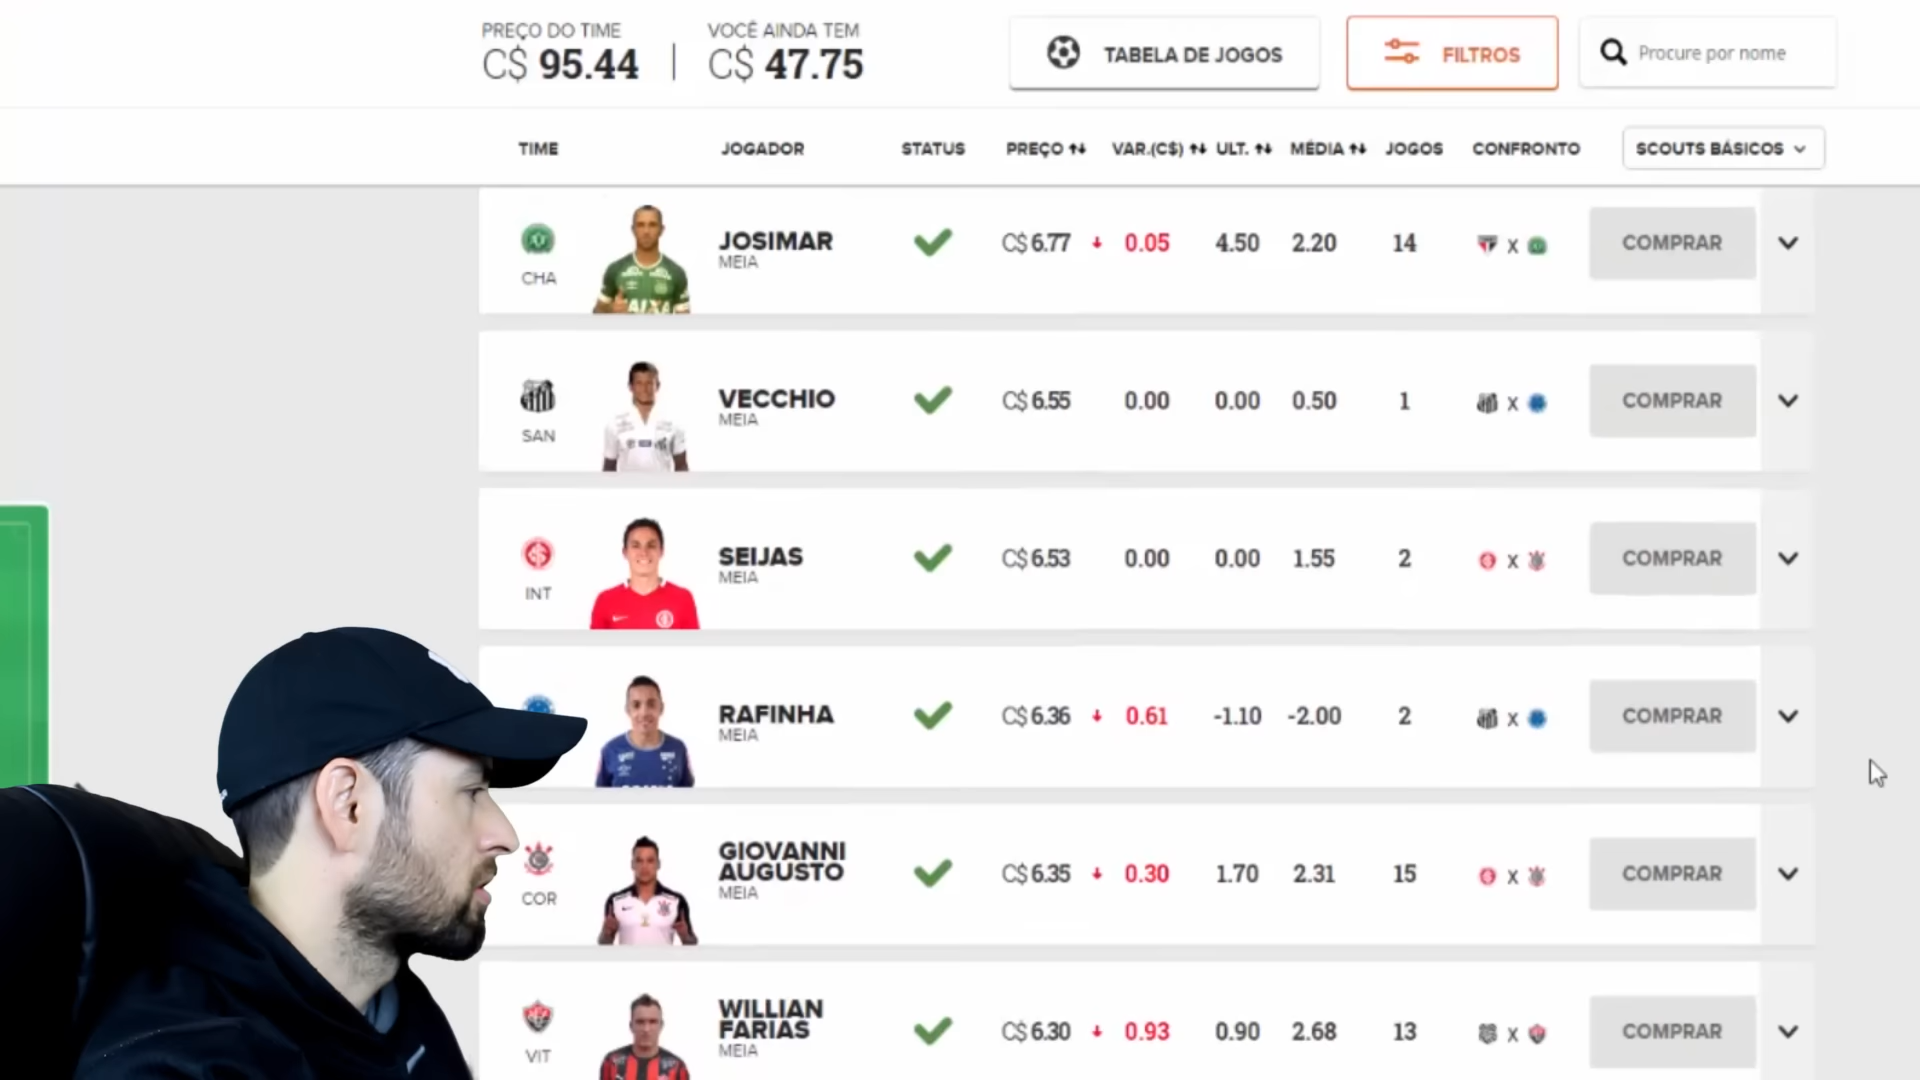 PREÇO DO TIME
C$ 95.44
VOCÊ AINDA TEM
C$ 47.75
TABELA DE JOGOS
FILTROS
Procure por nome
TIME JOGADOR STATUS PREÇO VAR.(C$) ULT. MÉDIA JOGOS CONFRONTO SCOUTS BÁSICOS
CHA JOSIMAR MEIA C$ 6.77 0.05 4.50 2.20 14 X COMPRAR
SAN VECCHIO MEIA C$ 6.55 0.00 0.00 0.50 1 X COMPRAR
INT SEIJAS MEIA C$ 6.53 0.00 0.00 1.55 2 X COMPRAR
RAFINHA MEIA C$ 6.36 0.61 -1.10 -2.00 2 X COMPRAR
COR GIOVANNI AUGUSTO MEIA C$ 6.35 0.30 1.70 2.31 15 X COMPRAR
VIT WILLIAN FARIAS MEIA C$ 6.30 0.93 0.90 2.68 13 X COMPRAR